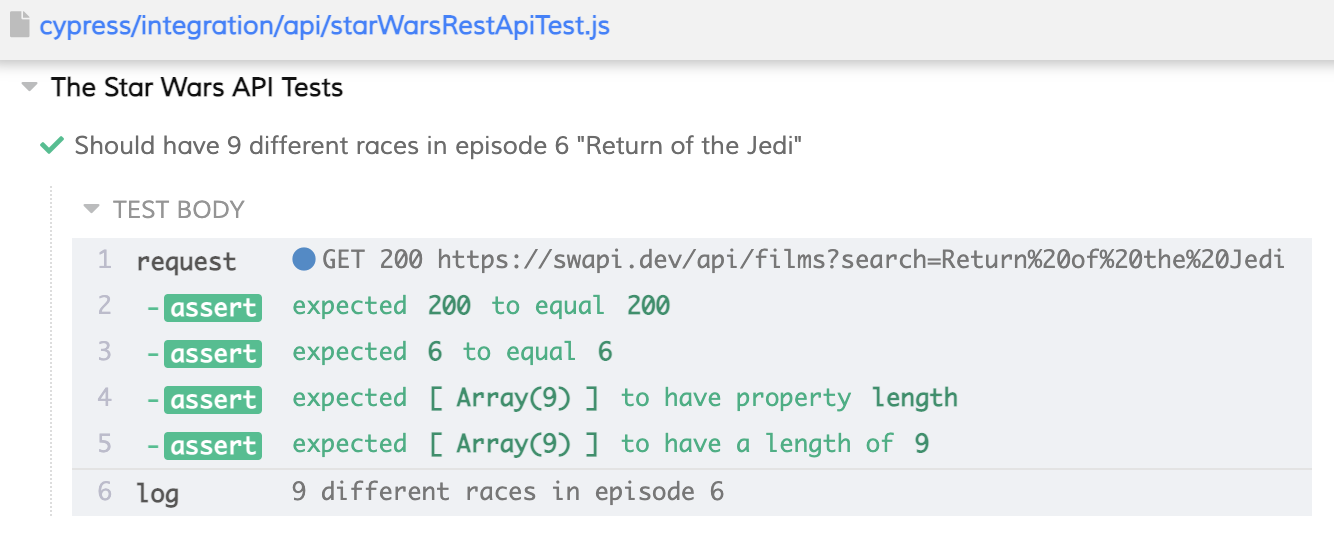 cypress/integration/api/starWarsRestApiTest.js
The Star Wars API Tests
Should have 9 different races in episode 6 "Return of the Jedi"
TEST BODY
1 request GET 200 https://swapi.dev/api/films?search=Return%20of%20the%20Jedi
2 -assert expected 200 to equal 200
3 -assert expected 6 to equal 6
4 -assert expected [ Array(9) ] to have property length
5 -assert expected [ Array(9) ] to have a length of 9
6 log 9 different races in episode 6